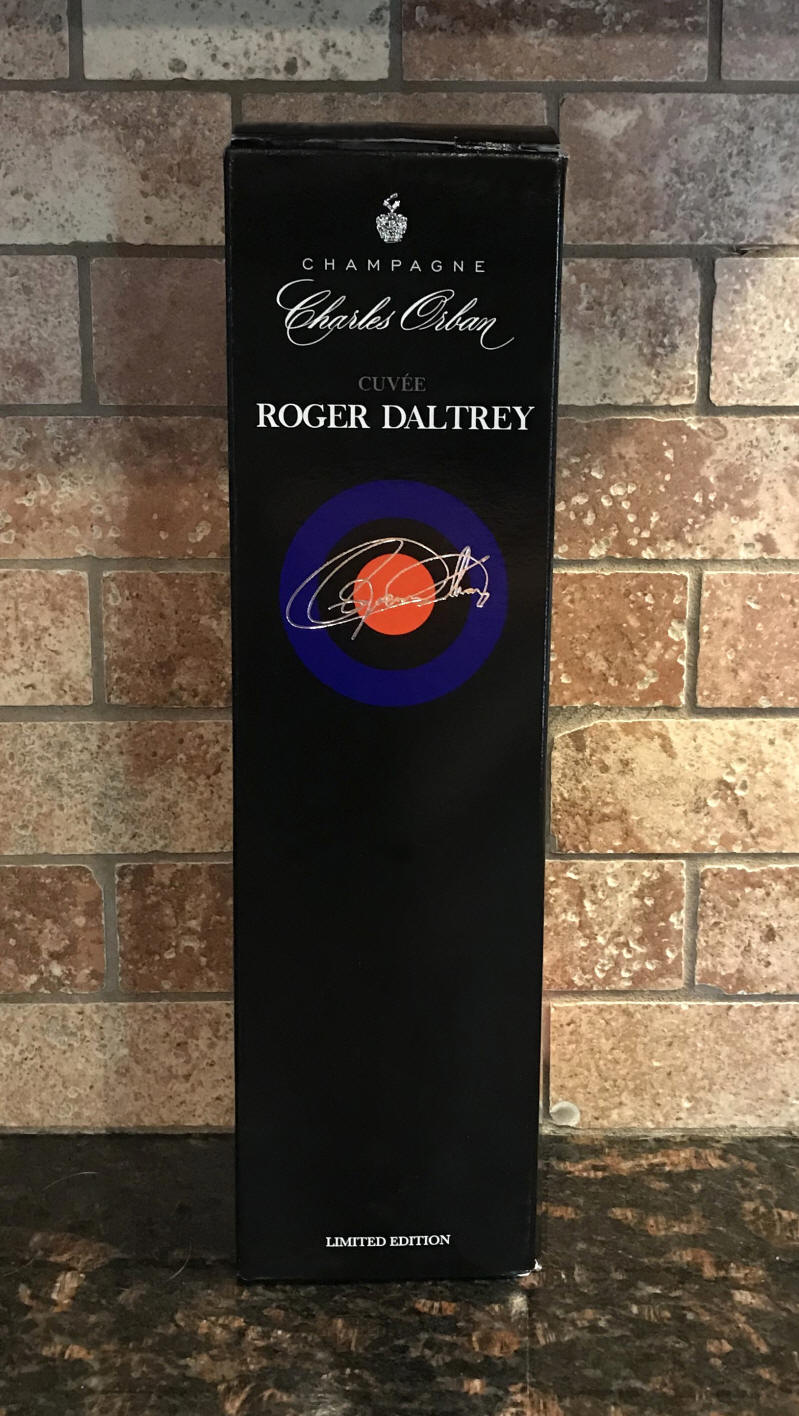 CHAMPAGNE
Charles Orban
CUVÉE
ROGER DALTREY
LIMITED EDITION